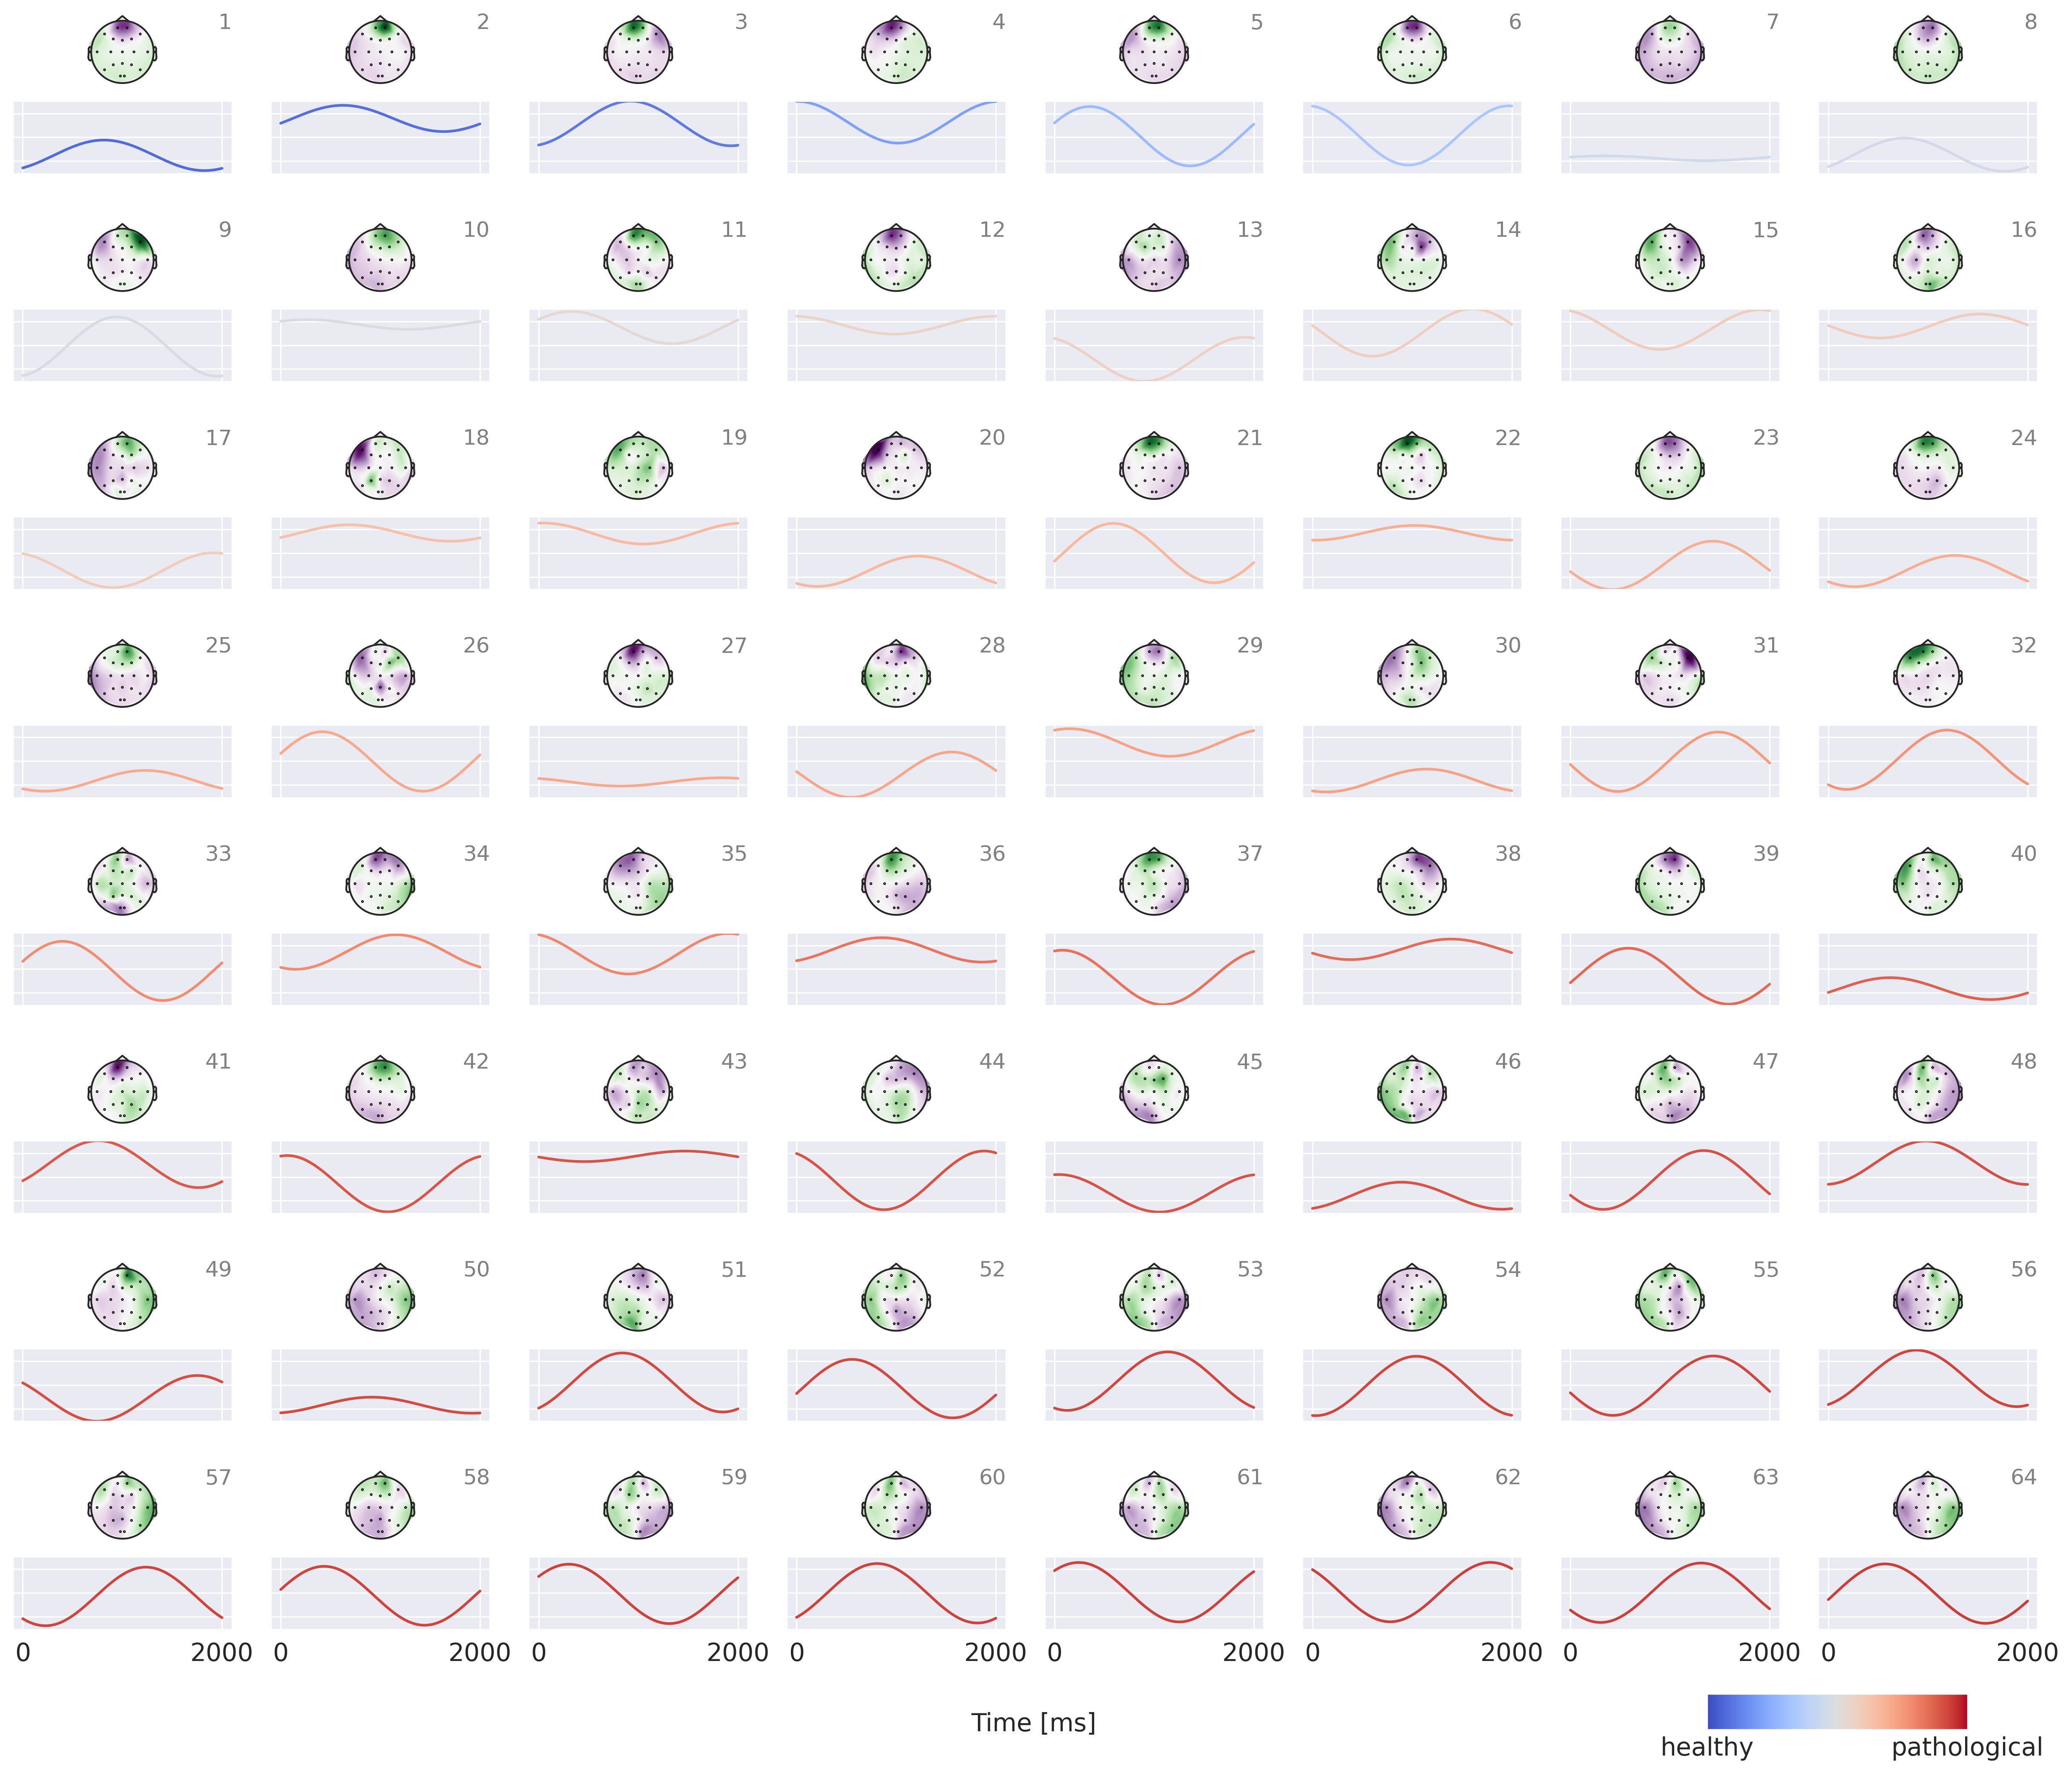 1 2 3 4 5 6 7 8
9 10 11 12 13 14 15 16
17 18 19 20 21 22 23 24
25 26 27 28 29 30 31 32
33 34 35 36 37 38 39 40
41 42 43 44 45 46 47 48
49 50 51 52 53 54 55 56
57 58 59 60 61 62 63 64
0 2000 0 2000 0 2000 0 2000 0 2000 0 2000 0 2000 0 2000
Time [ms]
healthy pathological